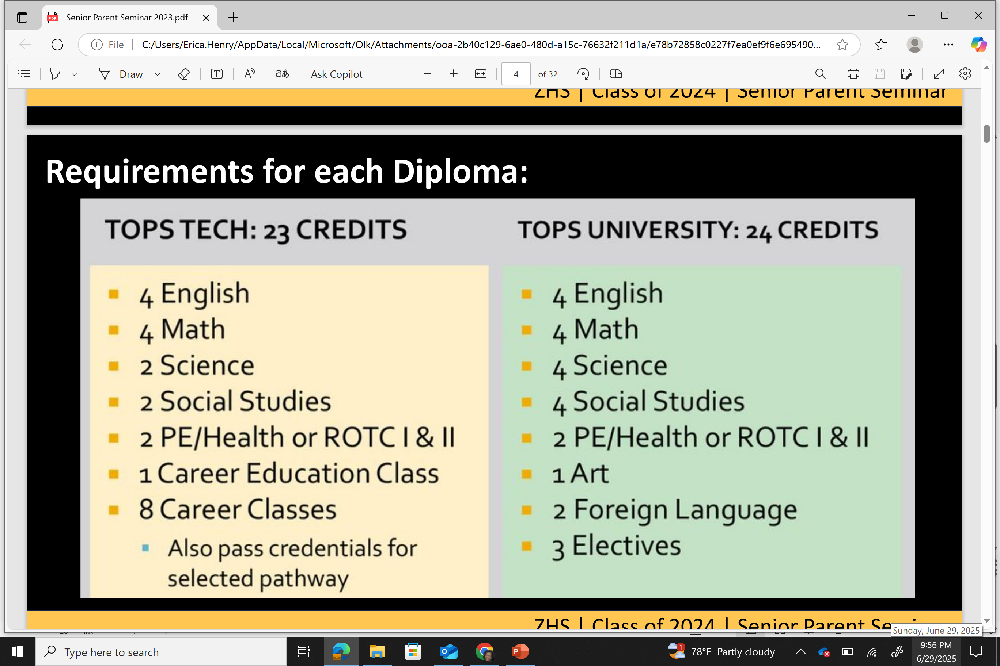 Senior Parent Seminar 2023.pdf
File
C:/Users/Erica.Henry/AppData/Local/Microsoft/Olk/Attachments/ooa-2b40c129-6ae0-480d-a15c-76632f211d1a/e78b72858c0227f7ea0ef9f6e695490...
Draw
Ask Copilot
4 of 32
ZHS | Class of 2024 | Senior Parent Seminar
Requirements for each Diploma:
TOPS TECH: 23 CREDITS
4 English
4 Math
2 Science
2 Social Studies
2 PE/Health or ROTC I & II
1 Career Education Class
8 Career Classes
Also pass credentials for
selected pathway
TOPS UNIVERSITY: 24 CREDITS
4 English
4 Math
4 Science
4 Social Studies
2 PE/Health or ROTC I & II
1 Art
2 Foreign Language
3 Electives
ZHS | Class of 2024 | Senior Parent Seminar
Sunday, June 29, 2025
Type here to search
1
78°F Partly cloudy
9:56 PM
6/29/2025